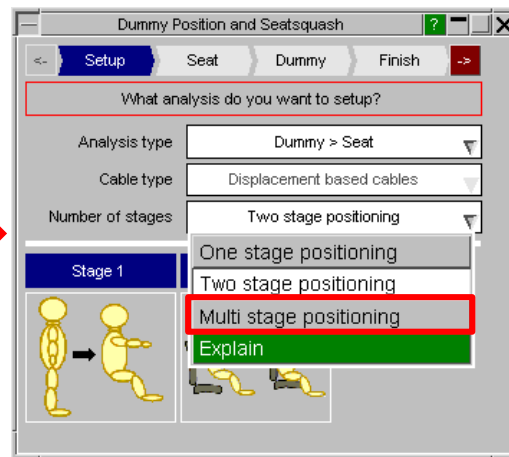 Dummy Position and Seatsquash ?
<- Setup Seat Dummy Finish ->
What analysis do you want to setup?
Analysis type Dummy > Seat
Cable type Displacement based cables
Number of stages Two stage positioning
One stage positioning
Stage 1
Two stage positioning
Multi stage positioning
Explain